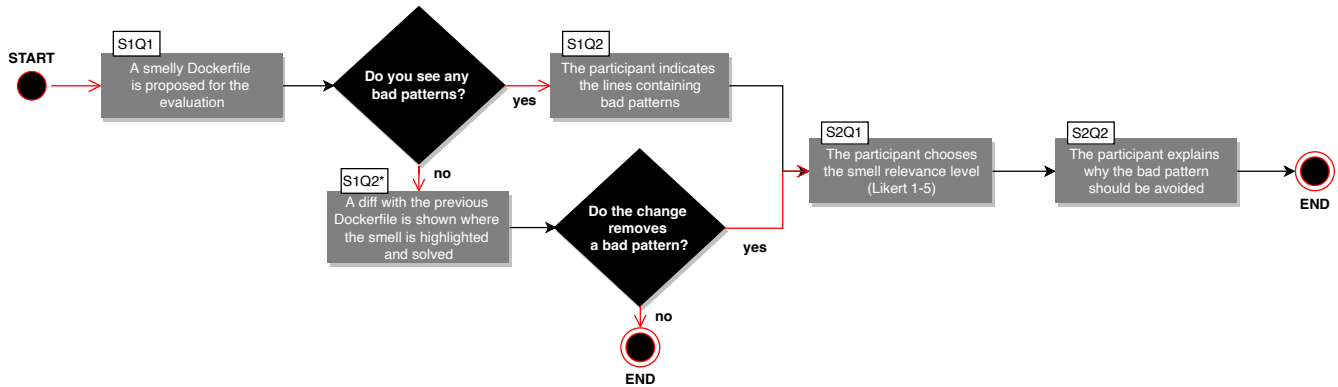 START
S1Q1
A smelly Dockerfile
is proposed for the
evaluation
Do you see any
bad patterns?
yes
S1Q2
The participant indicates
the lines containing
bad patterns
no
S1Q2*
A diff with the previous
Dockerfile is shown where
the smell is highlighted
and solved
Do the change
removes
a bad pattern?
yes
no
END
S2Q1
The participant chooses
the smell relevance level
(Likert 1-5)
S2Q2
The participant explains
why the bad pattern
should be avoided
END